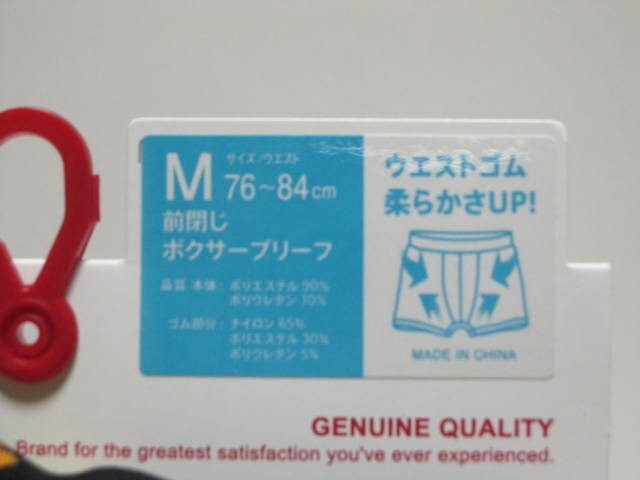 M サイズ/ウエスト
76～84cm
前閉じ
ボクサーブリーフ
品質 本体：ポリエステル 90%
ポリウレタン 10%
ゴム部分：ナイロン 65%
ポリエステル 30%
ポリウレタン 5%
ウエストゴム
柔らかさUP!
MADE IN CHINA
GENUINE QUALITY
Brand for the greatest satisfaction you've ever experienced.